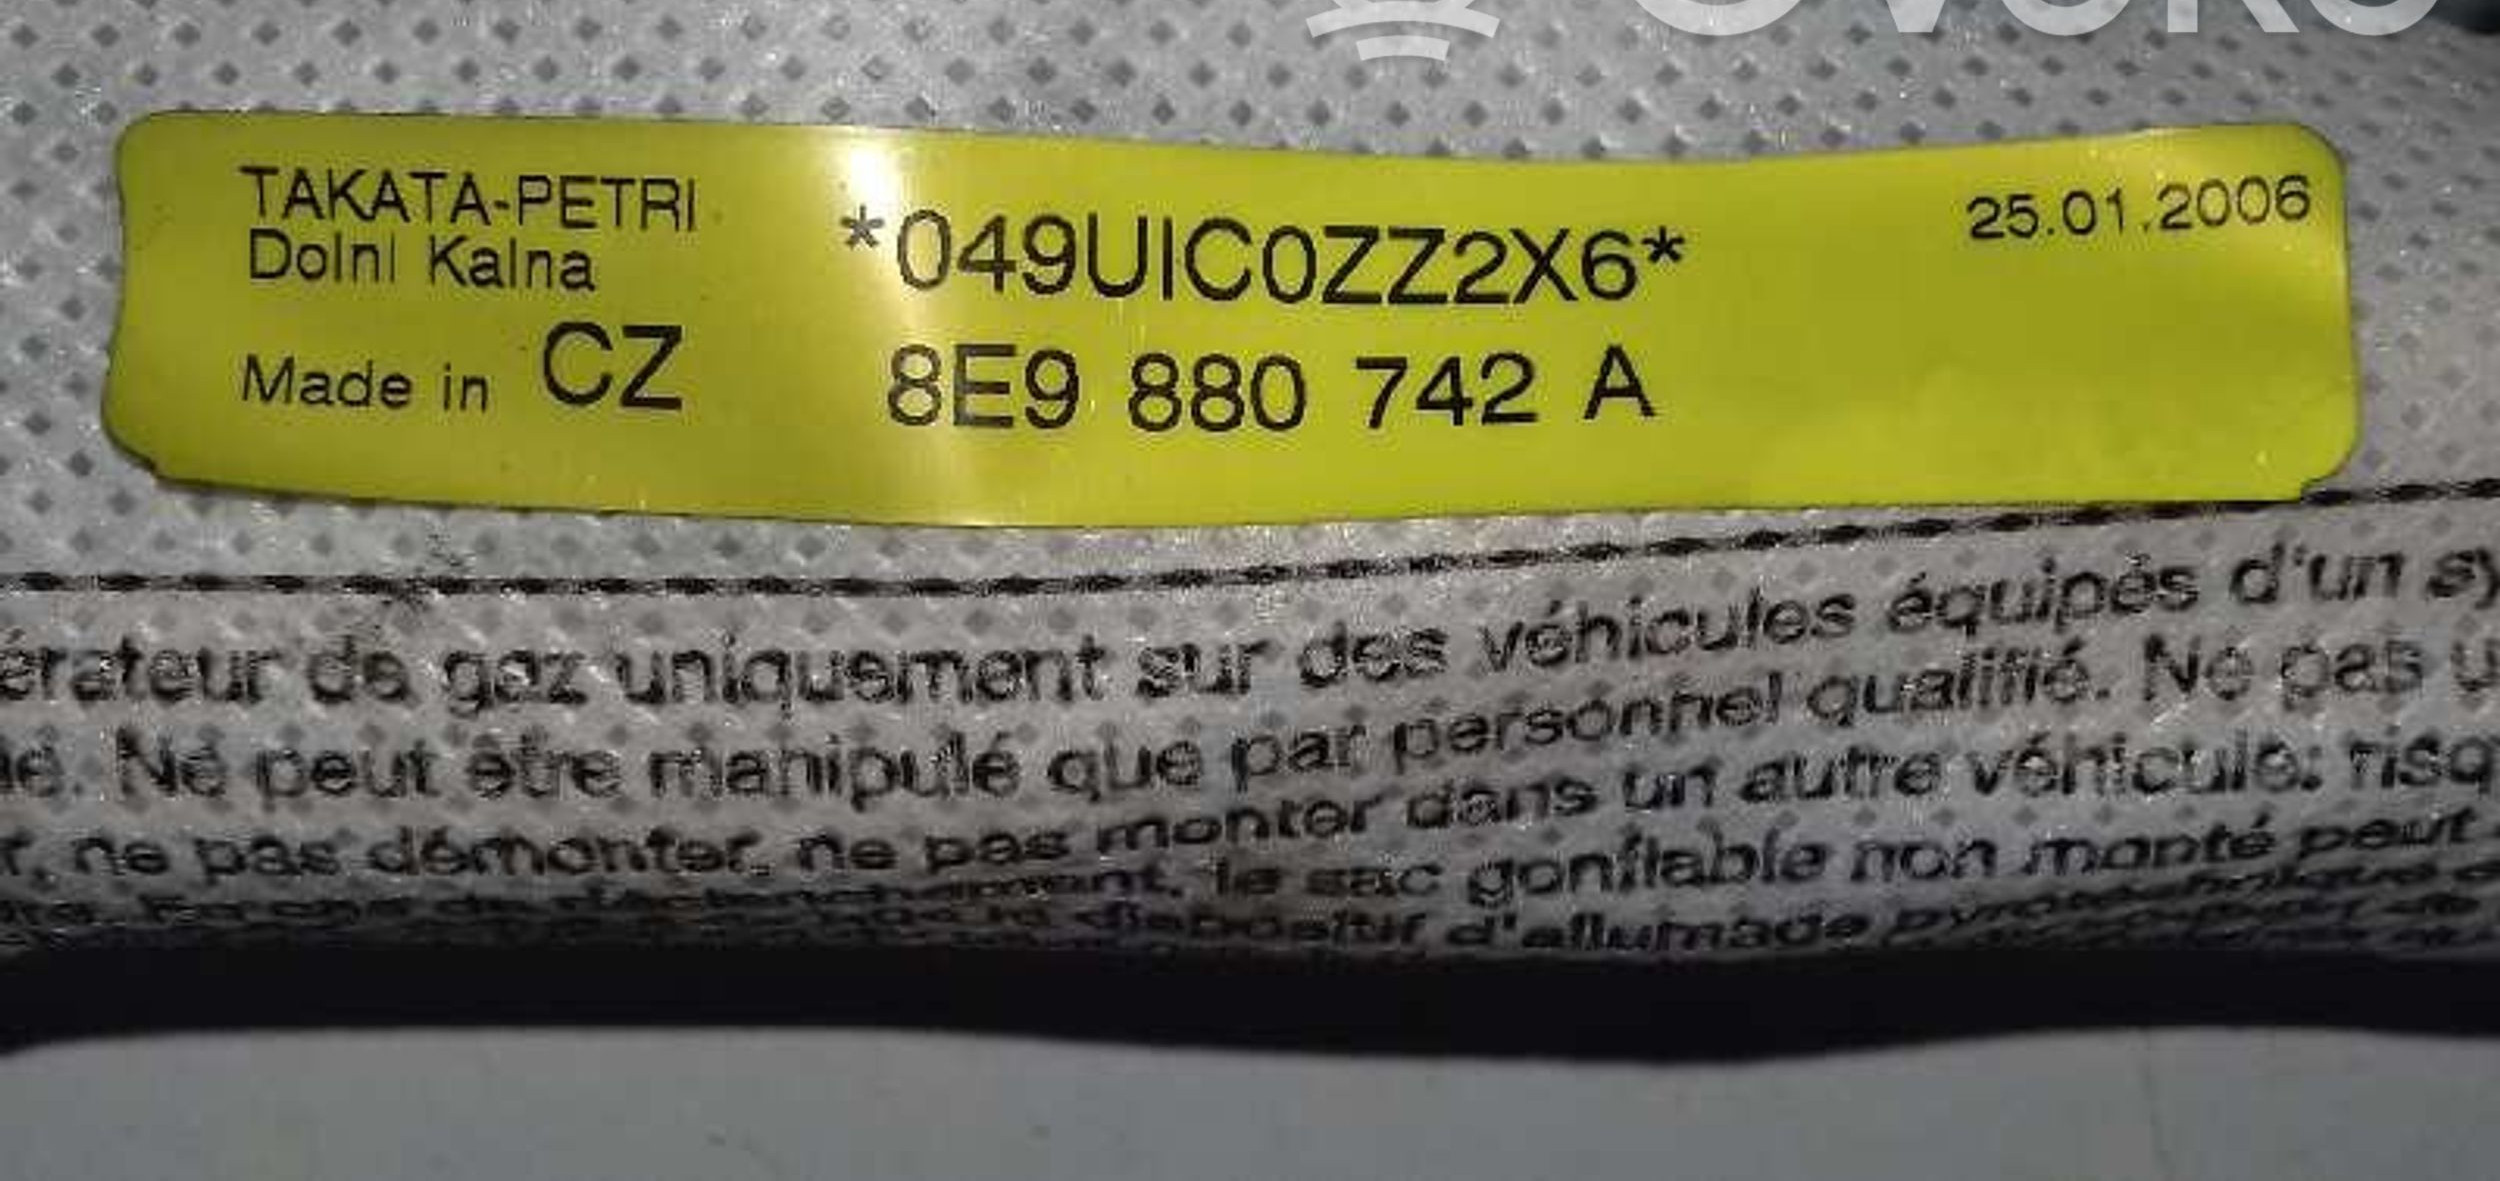 TAKATA-PETRI
Dolni Kalna
Made in CZ
*049UIC0ZZ2X6*
8E9 880 742 A
25.01.2006
érateur de gaz uniquement sur des véhicules équipés d'un sy
é. Ne peut être manipulé que par personnel qualifié. Ne pas u
r, ne pas démonter, ne pas monter dans un autre véhicule: risq
le sac gonflable non monté peut
dispositif d'allumage